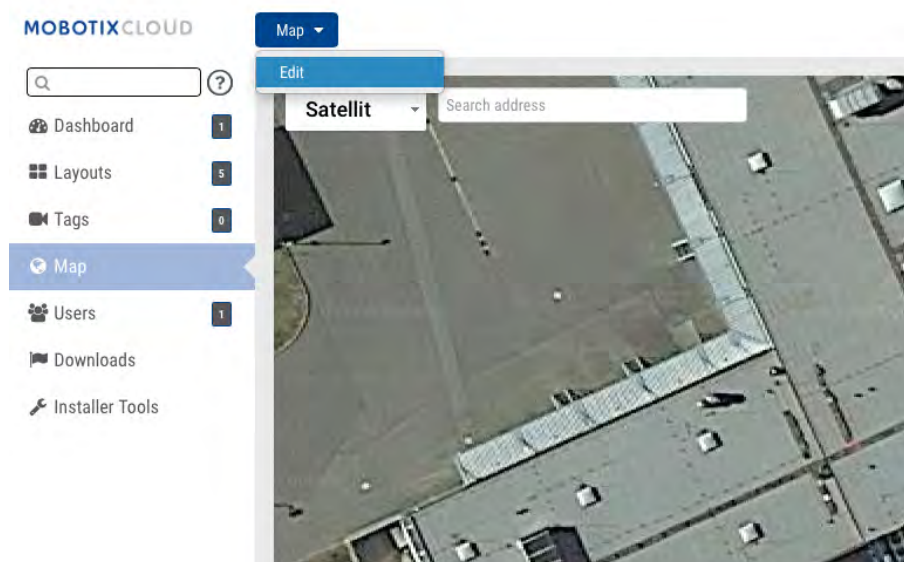 MOBOTIXCLOUD
Map
Edit
Satellit
Search address
Dashboard 1
Layouts 5
Tags 0
Map
Users 1
Downloads
Installer Tools